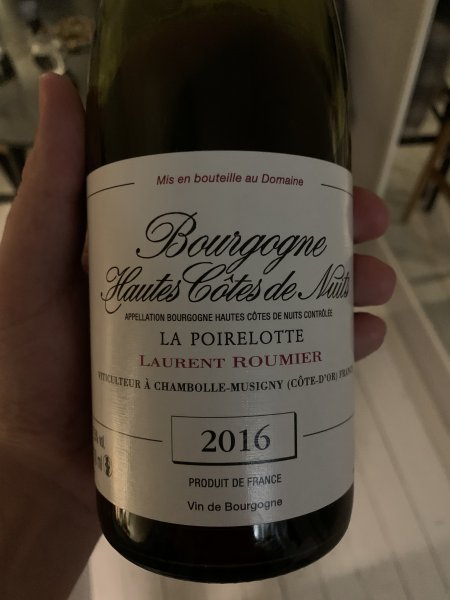 Mis en bouteille au Domaine
Bourgogne
Hautes Côtes de Nuits
APPELLATION BOURGOGNE HAUTES CÔTES DE NUITS CONTRÔLÉE
LA POIRELOTTE
LAURENT ROUMIER
VITICULTEUR À CHAMBOLLE-MUSIGNY (CÔTE-D'OR)
2016
PRODUIT DE FRANCE
Vin de Bourgogne